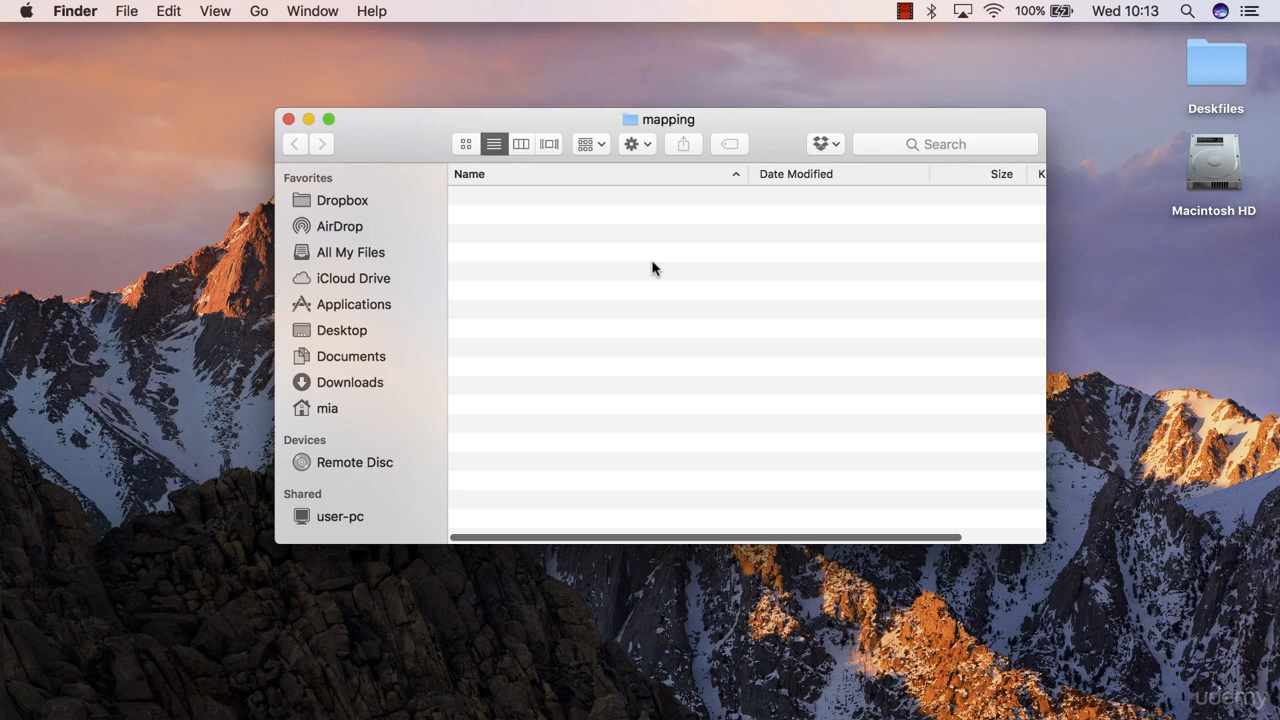 Finder File Edit View Go Window Help 100% Wed 10:13
mapping
Search
Favorites
Dropbox
AirDrop
All My Files
iCloud Drive
Applications
Desktop
Documents
Downloads
mia
Devices
Remote Disc
Shared
user-pc
Name Date Modified Size K
Deskfiles
Macintosh HD
udemy